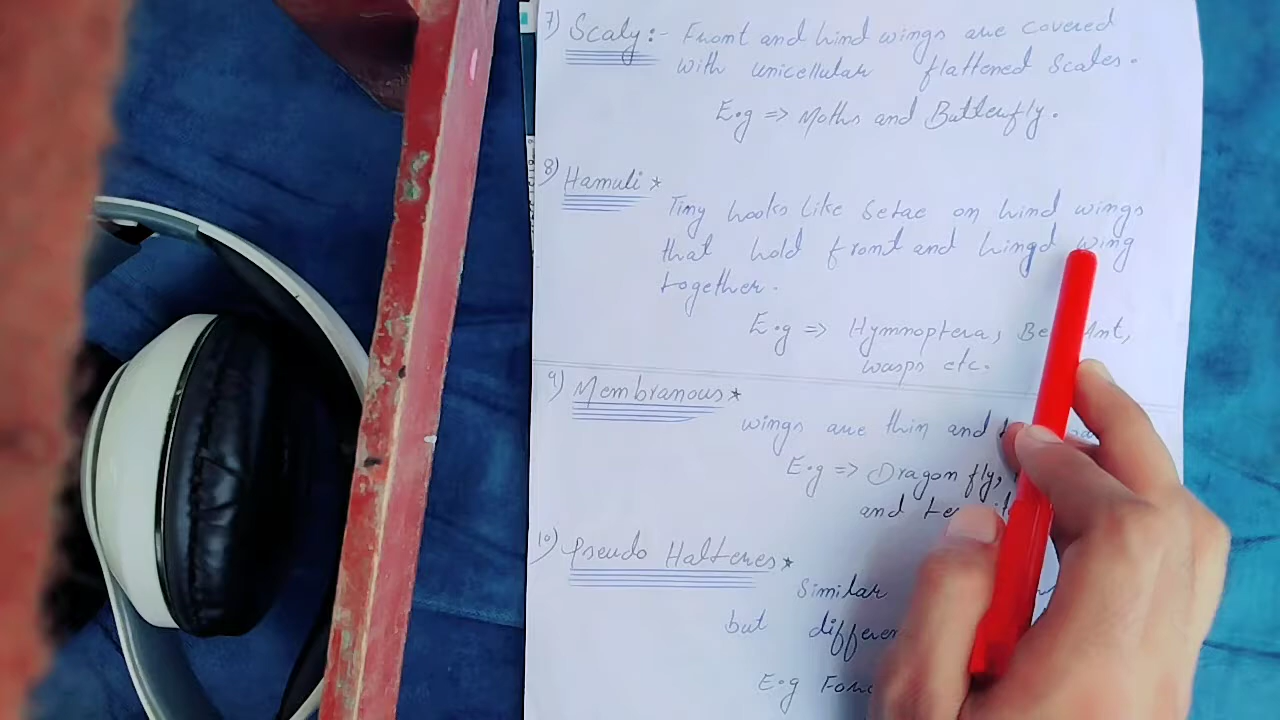 7) Scaly:- Front and hind wings are covered
with unicellular flattened scales.
E.g => Moths and Butterfly.
8) Hamuli *
Tiny hooks like setae on hind wings
that hold front and hingd wing
together.
E.g => Hymnoptera, Be Ant,
wasps etc.
9) Membranous *
wings are thin and
E.g => Dragon fly,
and
10) Pseudo Halteres *
Similar
but differen
E.g